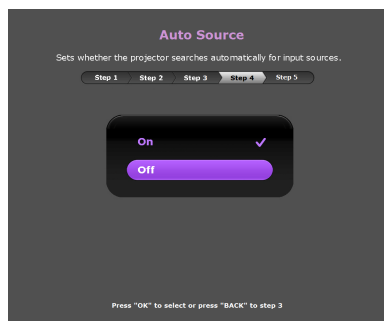 Auto Source
Sets whether the projector searches automatically for input sources.
Step 1 Step 2 Step 3 Step 4 Step 5
On
Off
Press "OK" to select or press "BACK" to step 3